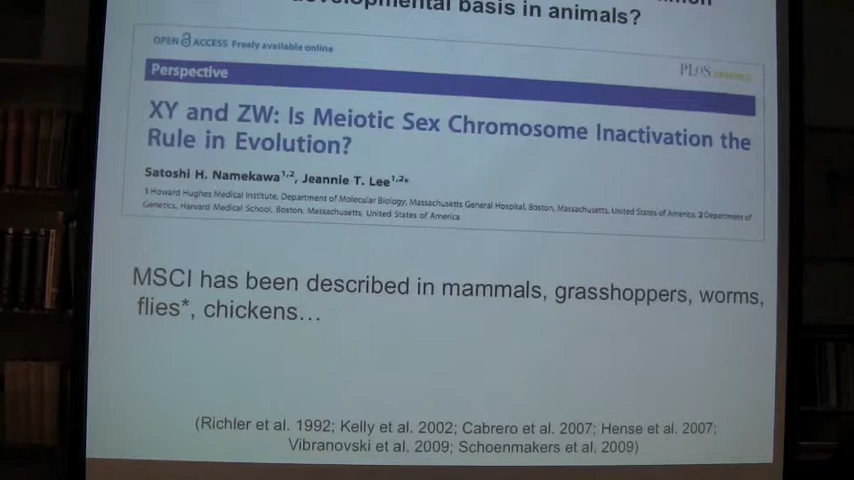 developmental basis in animals?
OPEN ACCESS Freely available online
PLoS GENETICS
Perspective
XY and ZW: Is Meiotic Sex Chromosome Inactivation the
Rule in Evolution?
Satoshi H. Namekawa1,2, Jeannie T. Lee1,2*
1 Howard Hughes Medical Institute, Department of Molecular Biology, Massachusetts General Hospital, Boston, Massachusetts, United States of America, 2 Department of
Genetics, Harvard Medical School, Boston, Massachusetts, United States of America
MSCI has been described in mammals, grasshoppers, worms,
flies*, chickens…
(Richler et al. 1992; Kelly et al. 2002; Cabrero et al. 2007; Hense et al. 2007;
Vibranovski et al. 2009; Schoenmakers et al. 2009)